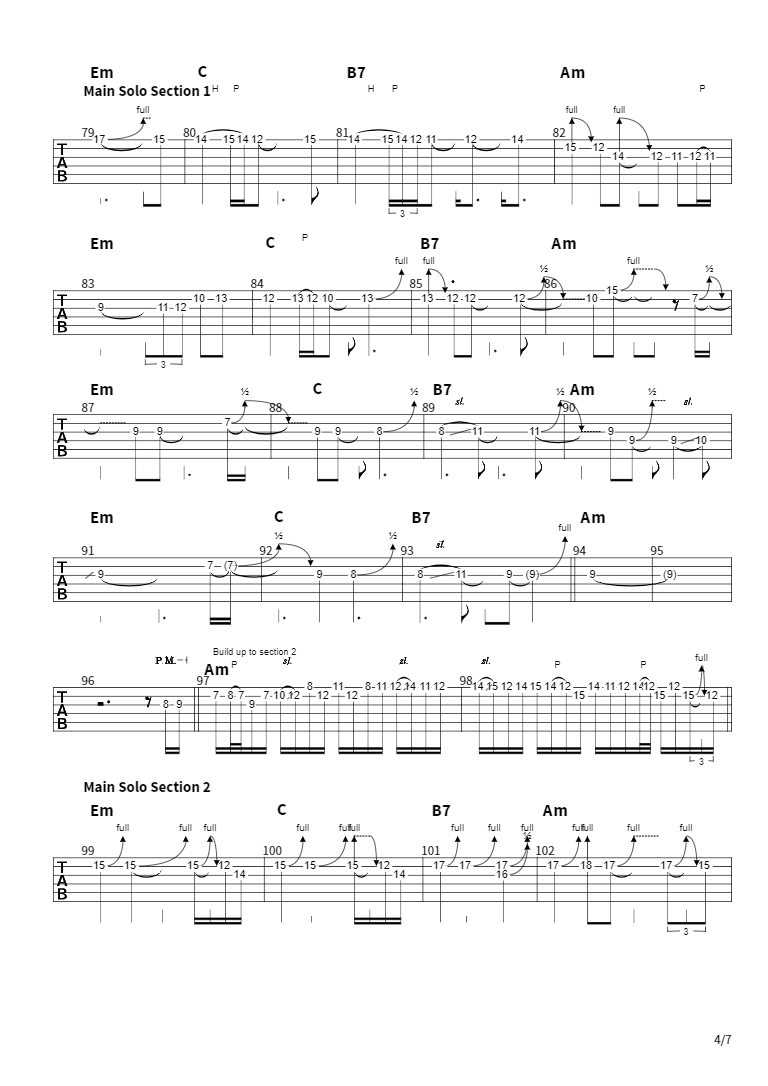 Em C B7 Am
Main Solo Section 1 H P H P P
full full full
79 17 15 80 14 15 14 12 15 81 14 15 14 12 11 12 14 82 15 12 14 12 11 12 11
T
A
B
3
Em C P B7 Am
full full ½ full ½
83 9 11 12 10 13 84 12 13 12 10 13 85 13 12 12 12 86 10 15 7
T
A
B
3
Em C B7 Am
½ ½ sl. ½ ½ sl.
87 9 9 7 88 9 9 8 89 8 11 11 90 9 9 9 10
T
A
B
Em C B7 Am
½ ½ sl. full
91 9 7 (7) 92 9 8 93 8 11 9 (9) 94 9 95 (9)
T
A
B
Build up to section 2
P.M. Am P sl. sl. sl. P P full
96 8 9 97 7 8 7 9 7 10 12 8 12 11 12 8 11 12 14 11 12 98 14 15 12 14 15 14 12 15 14 11 12 14 12 15 12 15 12
T
A
B
3
Main Solo Section 2
Em C B7 Am
full full full full full full full full full ½ full full full full
99 15 15 15 12 14 100 15 15 15 12 14 101 17 17 17 16 102 17 18 17 17 15
T
A
B
3
4/7